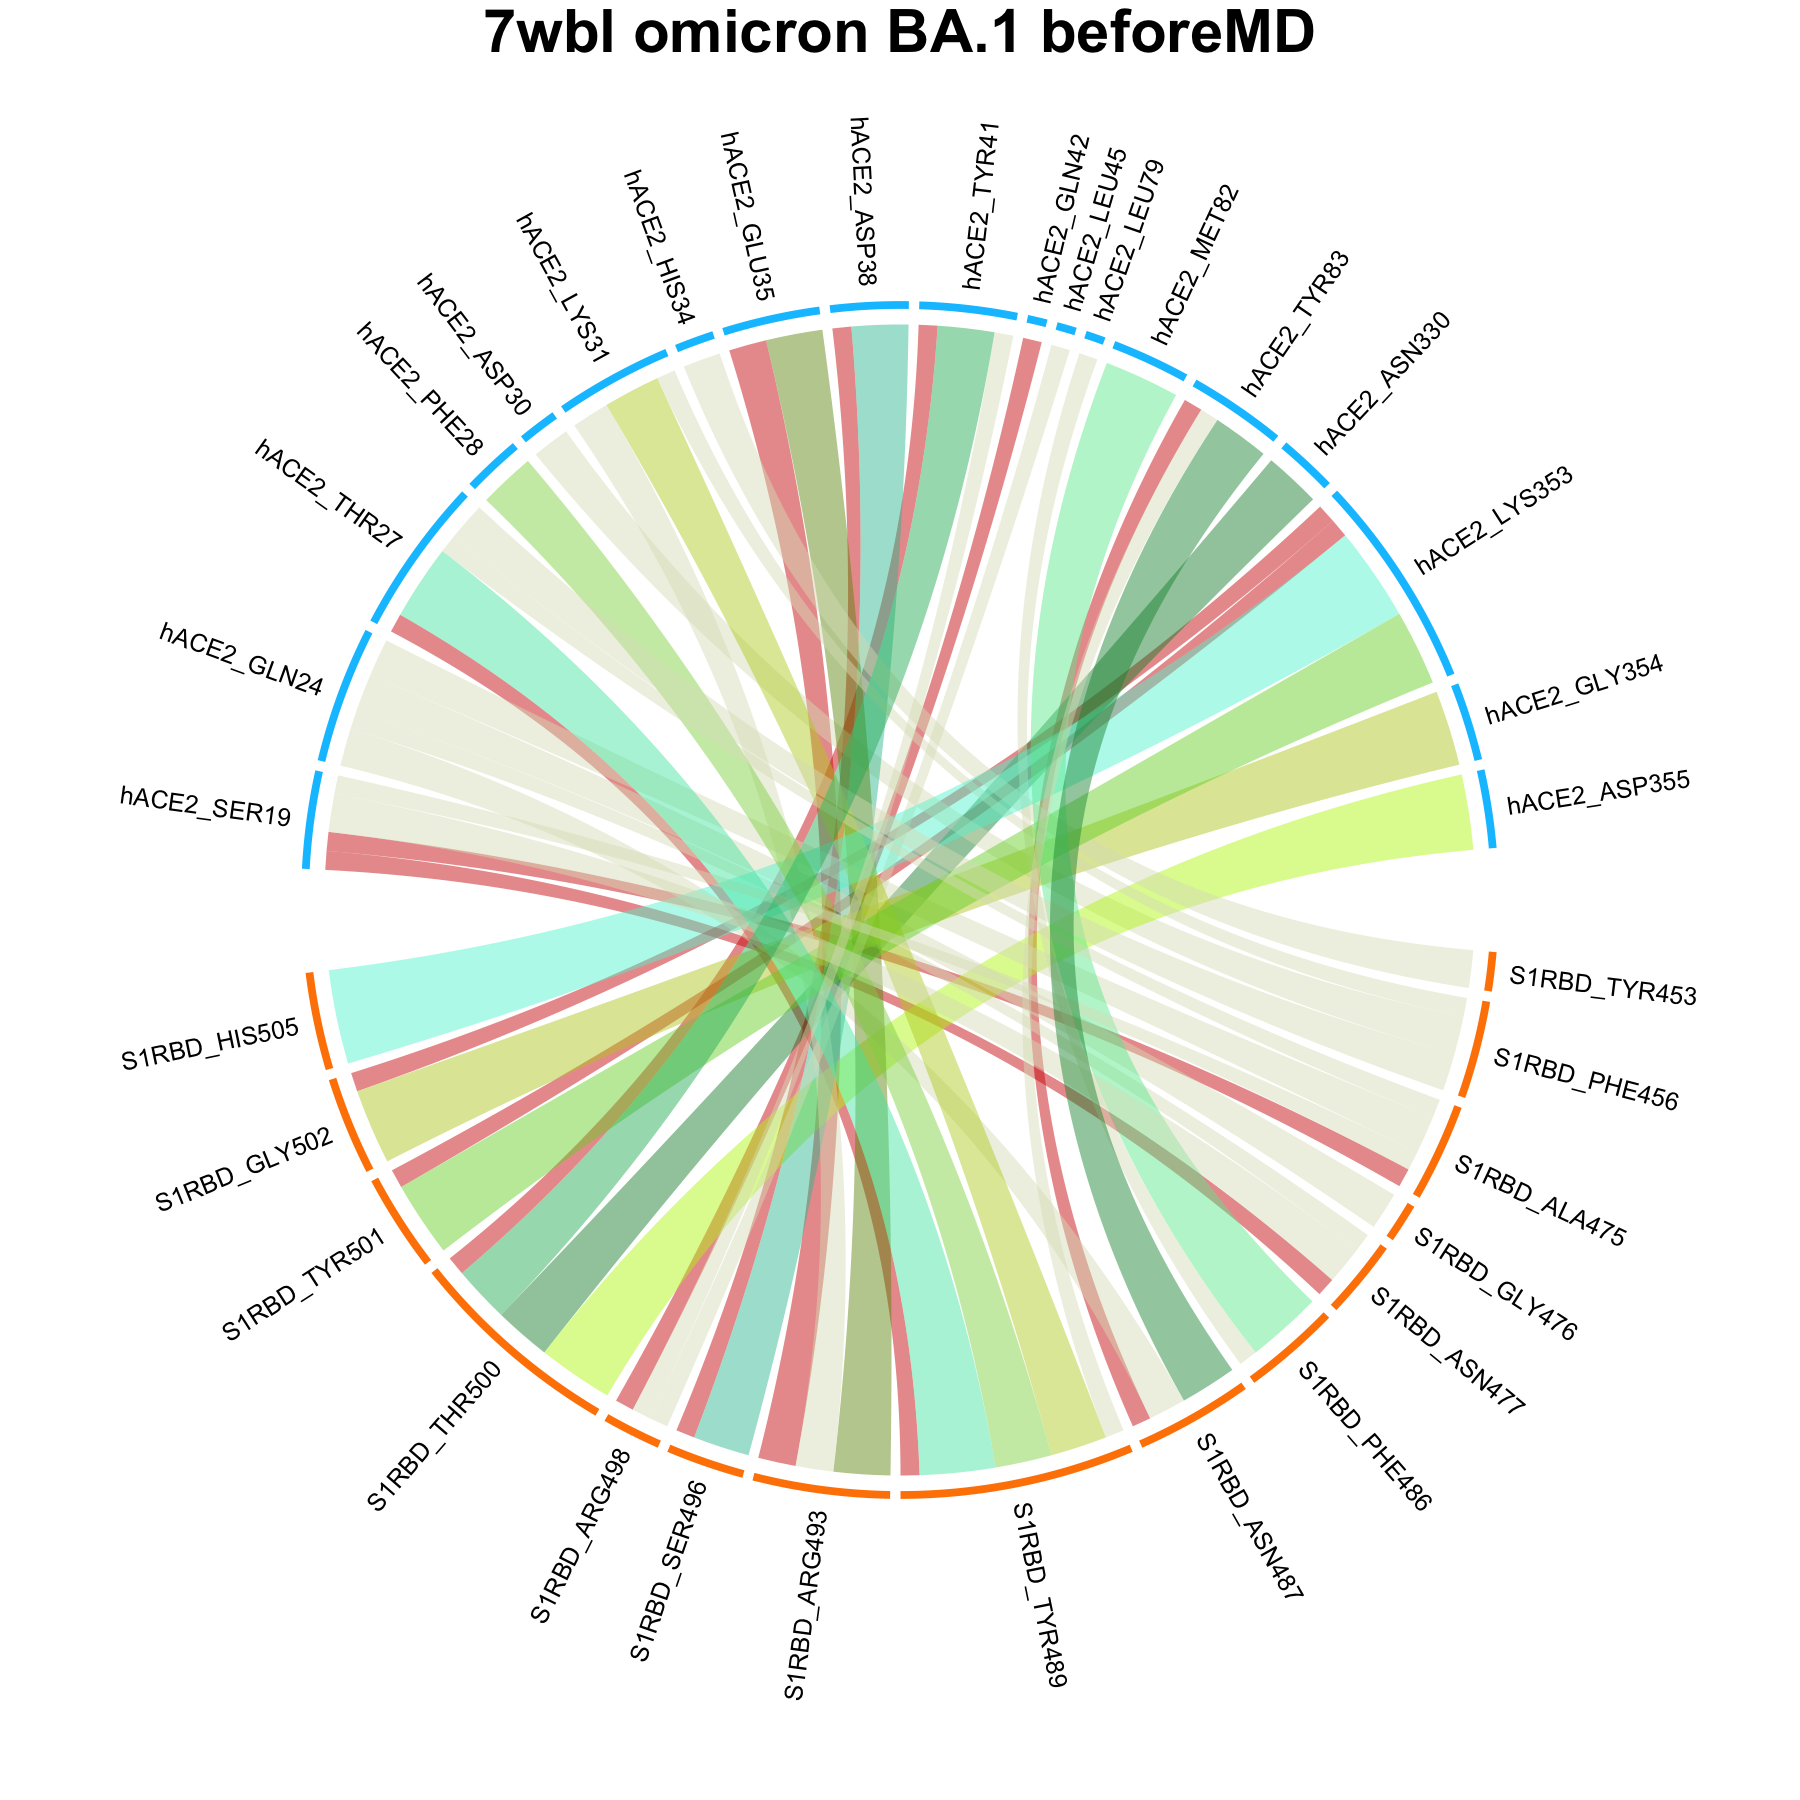 7wbl omicron BA.1 beforeMD
hACE2_SER19
hACE2_GLN24
hACE2_THR27
hACE2_PHE28
hACE2_ASP30
hACE2_LYS31
hACE2_HIS34
hACE2_GLU35
hACE2_ASP38
hACE2_TYR41
hACE2_GLN42
hACE2_LEU45
hACE2_LEU79
hACE2_MET82
hACE2_TYR83
hACE2_ASN330
hACE2_LYS353
hACE2_GLY354
hACE2_ASP355
S1RBD_TYR453
S1RBD_PHE456
S1RBD_ALA475
S1RBD_GLY476
S1RBD_ASN477
S1RBD_PHE486
S1RBD_ASN487
S1RBD_TYR489
S1RBD_ARG493
S1RBD_SER496
S1RBD_ARG498
S1RBD_THR500
S1RBD_TYR501
S1RBD_GLY502
S1RBD_HIS505